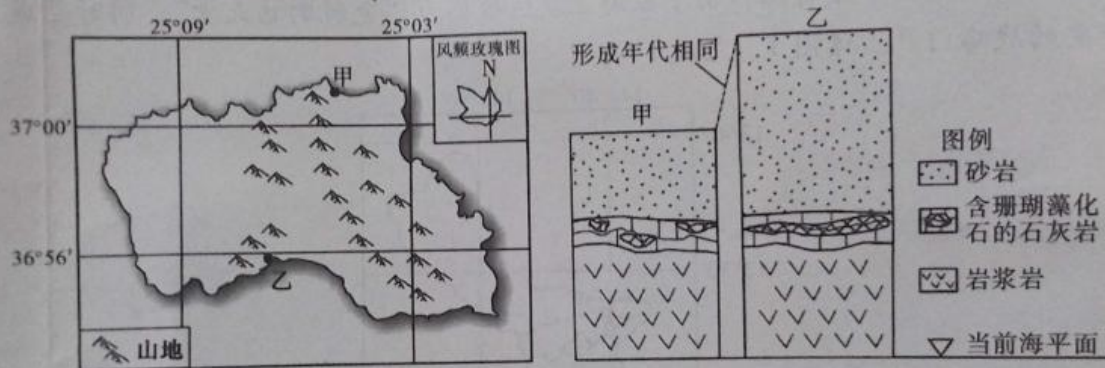 25°09′ 25°03′
风频玫瑰图
N
甲
37°00′
36°56′
乙
山地
乙
形成年代相同
甲
图例
砂岩
含珊瑚藻化
石的石灰岩
岩浆岩
当前海平面